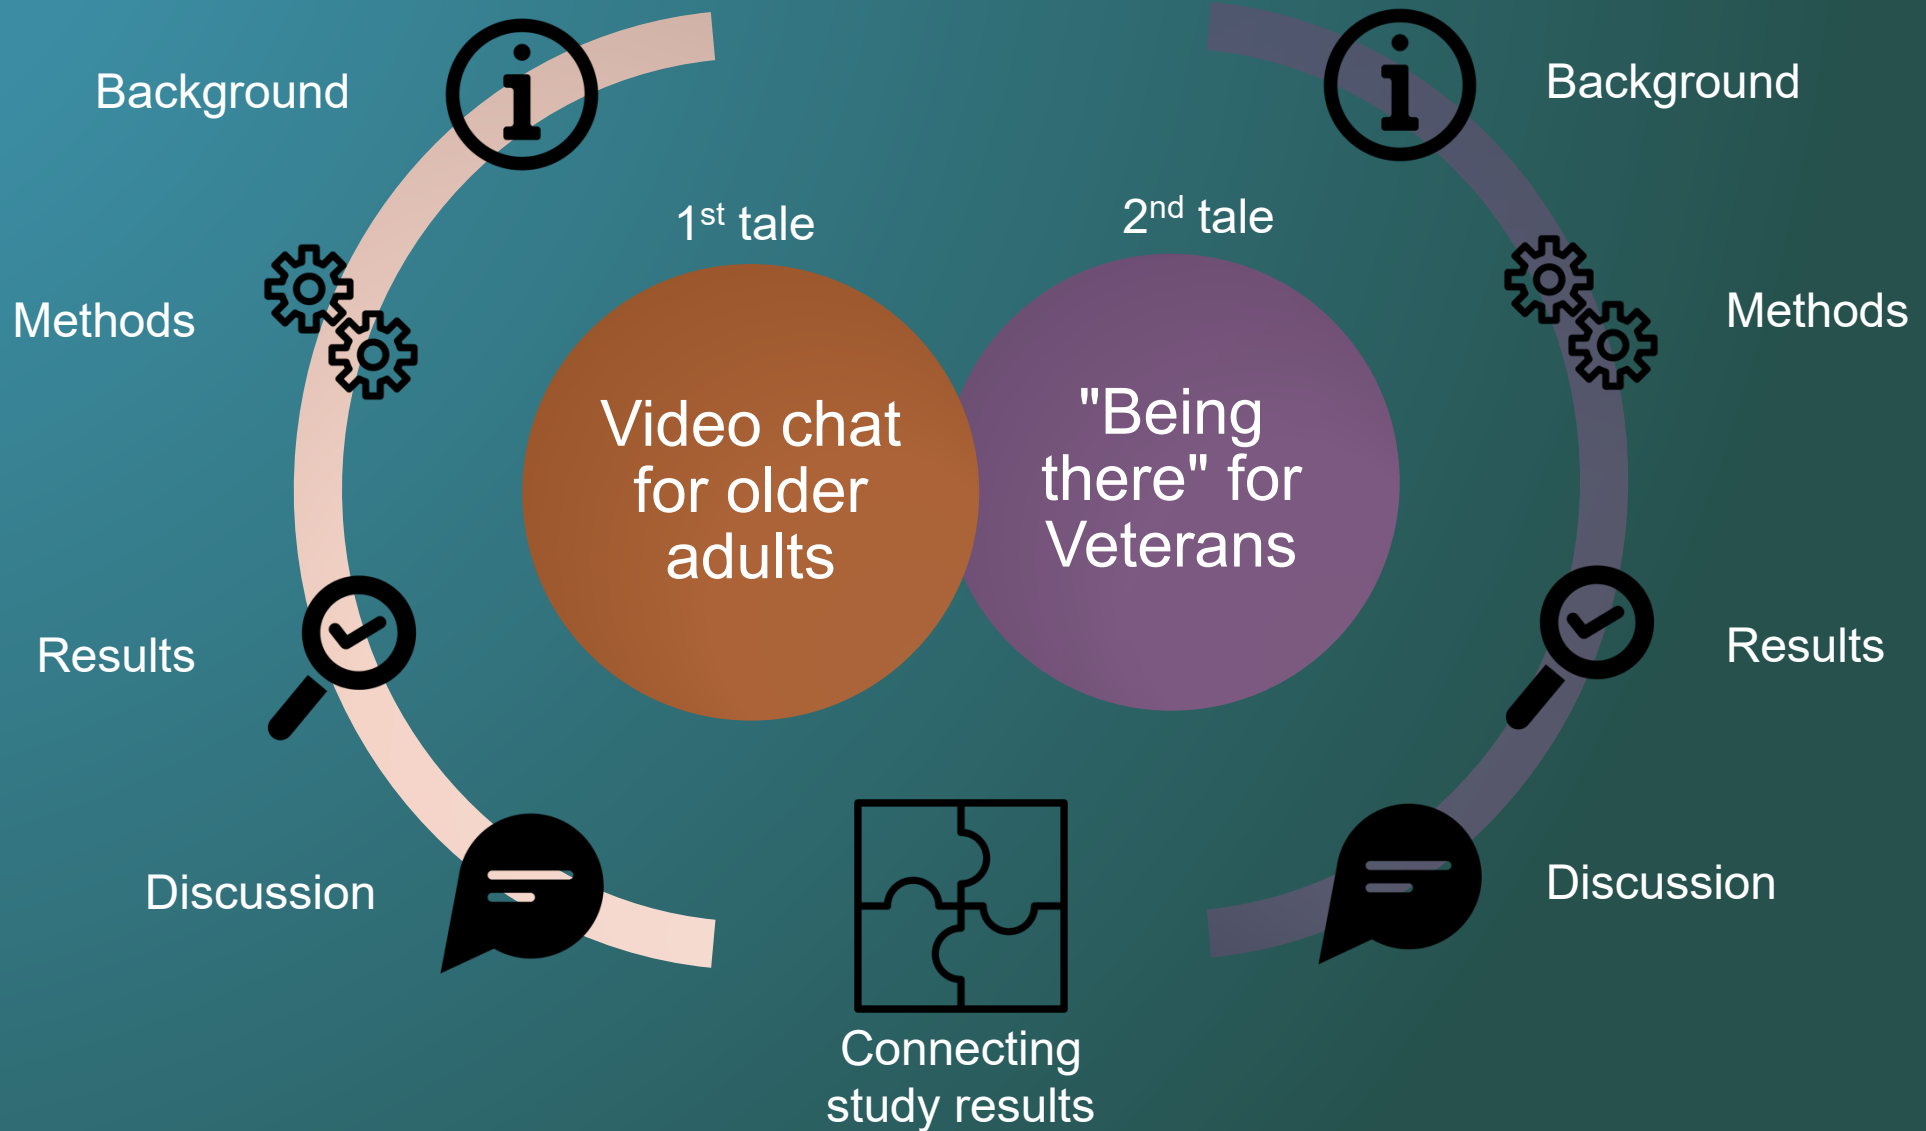 Background
Methods
Results
Discussion
1st tale
Video chat
for older
adults
2nd tale
"Being
there" for
Veterans
Background
Methods
Results
Discussion
Connecting
study results